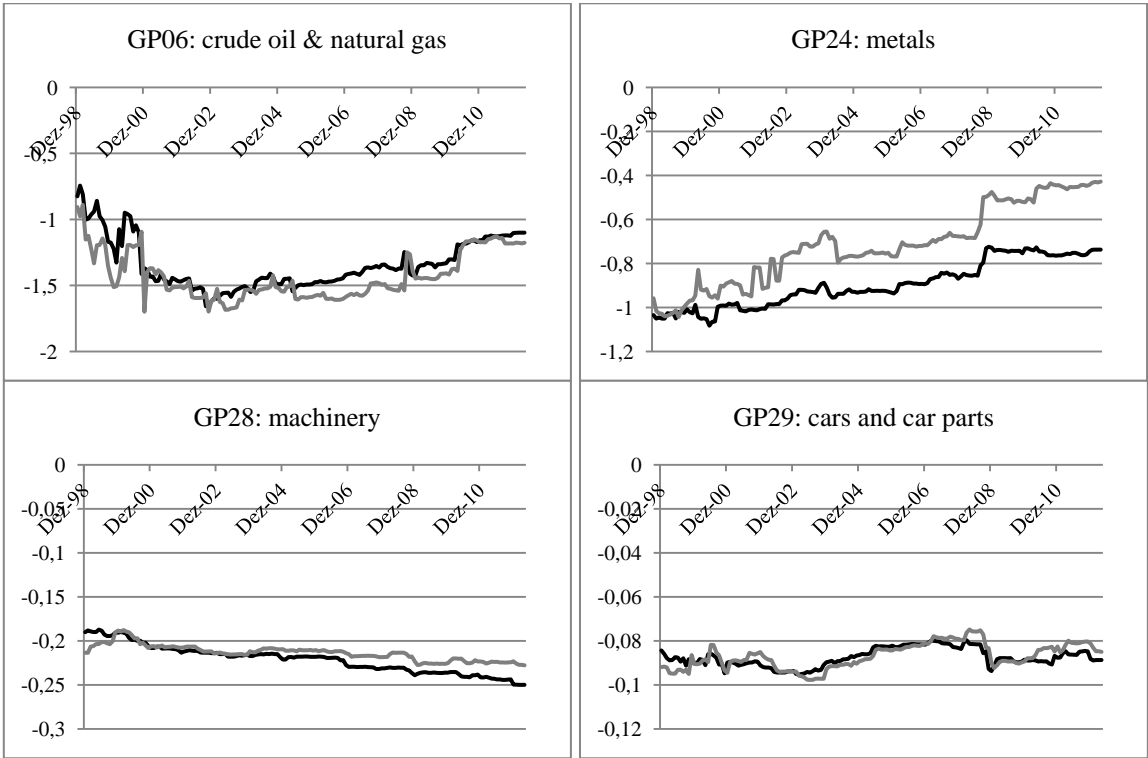 GP06: crude oil & natural gas
0
-0,5
-1
-1,5
-2
Dez-98
Dez-00
Dez-02
Dez-04
Dez-06
Dez-08
Dez-10
GP24: metals
0
-0,2
-0,4
-0,6
-0,8
-1
-1,2
Dez-98
Dez-00
Dez-02
Dez-04
Dez-06
Dez-08
Dez-10
GP28: machinery
0
-0,05
-0,1
-0,15
-0,2
-0,25
-0,3
Dez-98
Dez-00
Dez-02
Dez-04
Dez-06
Dez-08
Dez-10
GP29: cars and car parts
0
-0,02
-0,04
-0,06
-0,08
-0,1
-0,12
Dez-98
Dez-00
Dez-02
Dez-04
Dez-06
Dez-08
Dez-10